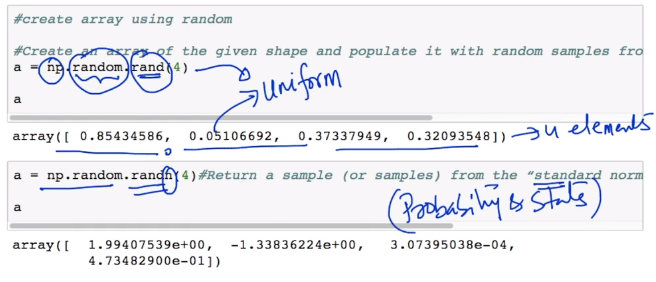 #create array using random
#Create an array of the given shape and populate it with random samples fro
a = np.random.rand(4)
Uniform
a
array([ 0.85434586, 0.05106692, 0.37337949, 0.32093548])
4 elements
a = np.random.randn(4)#Return a sample (or samples) from the “standard norm
(Probability & Stats)
a
array([ 1.99407539e+00, -1.33836224e+00, 3.07395038e-04,
4.73482900e-01])